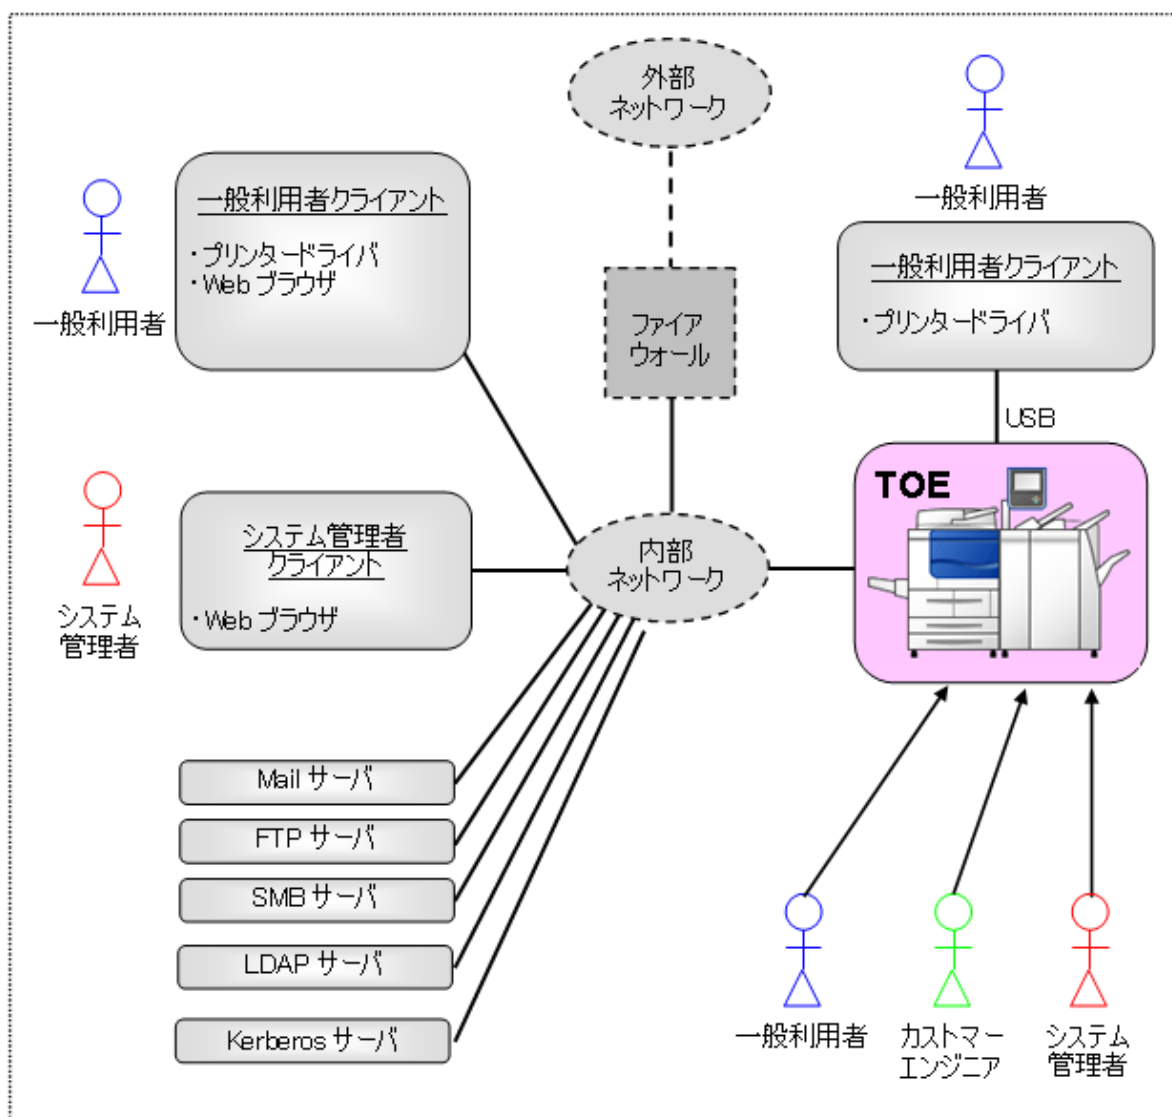 外部
ネットワーク
一般利用者
一般利用者クライアント
・プリンタードライバ
・Web ブラウザ
一般利用者
一般利用者クライアント
・プリンタードライバ
ファイア
ウォール
USB
TOE
システム管理者
クライアント
・Web ブラウザ
システム
管理者
内部
ネットワーク
Mail サーバ
FTP サーバ
SMB サーバ
LDAP サーバ
Kerberos サーバ
一般利用者
カストマー
エンジニア
システム
管理者